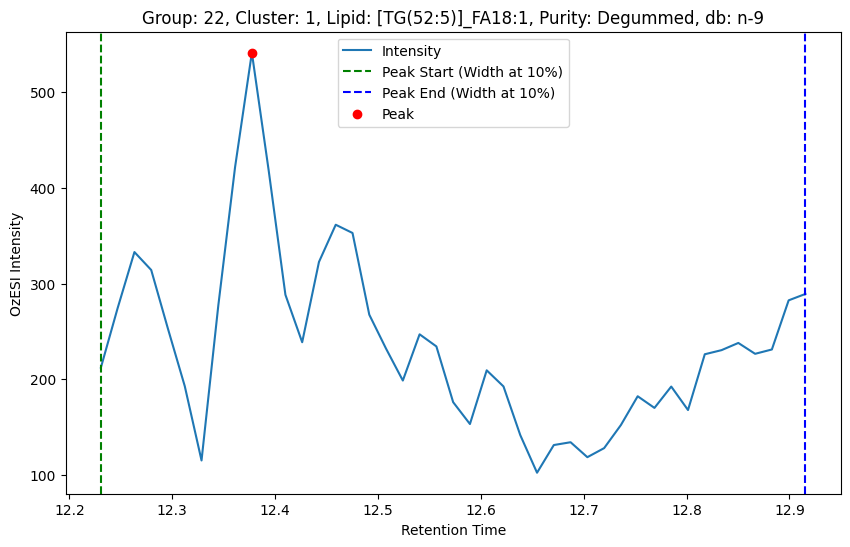 Group: 22, Cluster: 1, Lipid: [TG(52:5)]_FA18:1, Purity: Degummed, db: n-9
Intensity
Peak Start (Width at 10%)
Peak End (Width at 10%)
Peak
OzESI Intensity
500
400
300
200
100
12.2 12.3 12.4 12.5 12.6 12.7 12.8 12.9
Retention Time